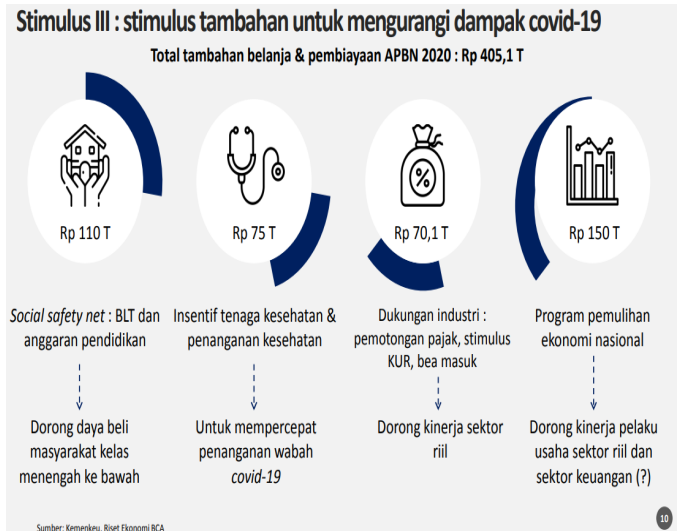 Stimulus III : stimulus tambahan untuk mengurangi dampak covid-19
Total tambahan belanja & pembiayaan APBN 2020 : Rp 405,1 T
Rp 110 T
Rp 75 T
%
Rp 70,1 T
Rp 150 T
Social safety net : BLT dan
anggaran pendidikan
Insentif tenaga kesehatan &
penanganan kesehatan
Dukungan industri :
pemotongan pajak, stimulus
KUR, bea masuk
Program pemulihan
ekonomi nasional
Dorong daya beli
masyarakat kelas
menengah ke bawah
Untuk mempercepat
penanganan wabah
covid-19
Dorong kinerja sektor
riil
Dorong kinerja pelaku
usaha sektor riil dan
sektor keuangan (?)
Sumber: Kemenkeu, Riset Ekonomi BCA
10